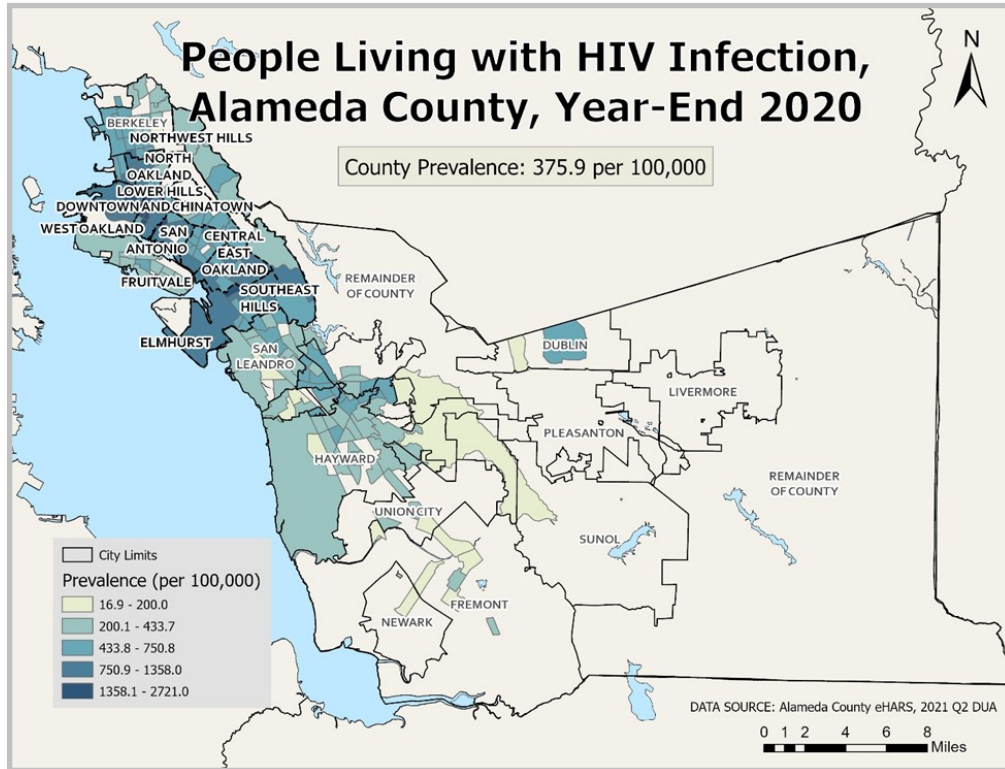 People Living with HIV Infection,
Alameda County, Year-End 2020
N
County Prevalence: 375.9 per 100,000
BERKELEY
NORTHWEST HILLS
NORTH
OAKLAND
LOWER HILLS
DOWNTOWN AND CHINATOWN
WEST OAKLAND
SAN
ANTONIO
CENTRAL
EAST
OAKLAND
FRUITVALE
SOUTHEAST
HILLS
ELMHURST
REMAINDER
OF COUNTY
SAN
LEANDRO
DUBLIN
LIVERMORE
PLEASANTON
HAYWARD
REMAINDER
OF COUNTY
UNION CITY
SUNOL
FREMONT
NEWARK
City Limits
Prevalence (per 100,000)
16.9 - 200.0
200.1 - 433.7
433.8 - 750.8
750.9 - 1358.0
1358.1 - 2721.0
DATA SOURCE: Alameda County eHARS, 2021 Q2 DUA
0 1 2 4 6 8
Miles